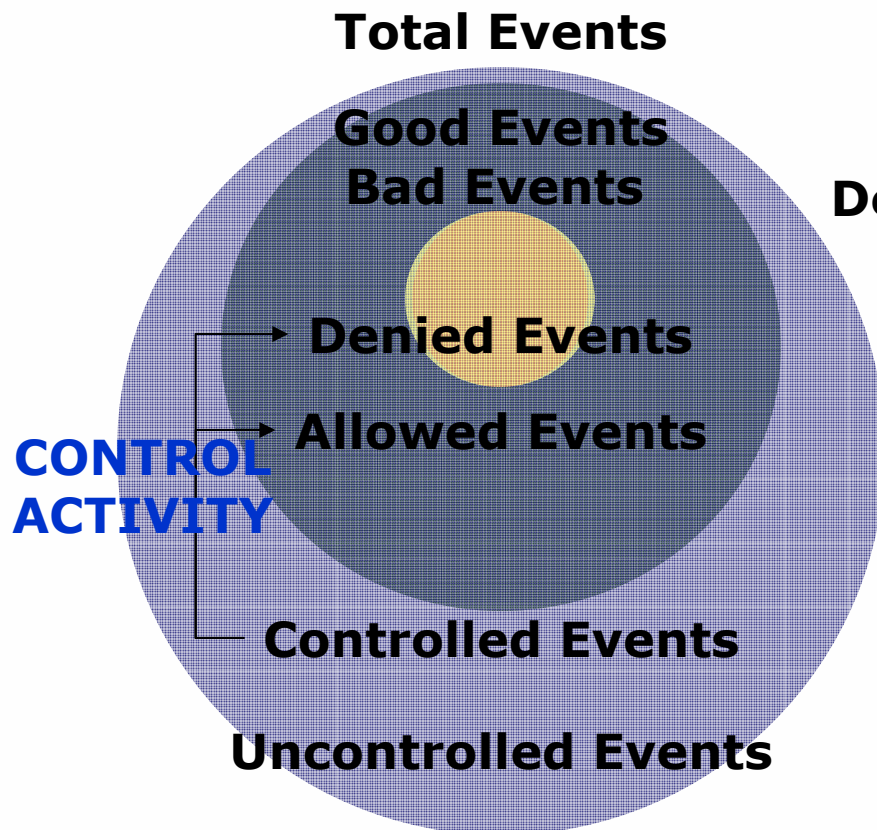 Total Events
Good Events
Bad Events
Denied Events
Allowed Events
CONTROL
ACTIVITY
Controlled Events
Uncontrolled Events